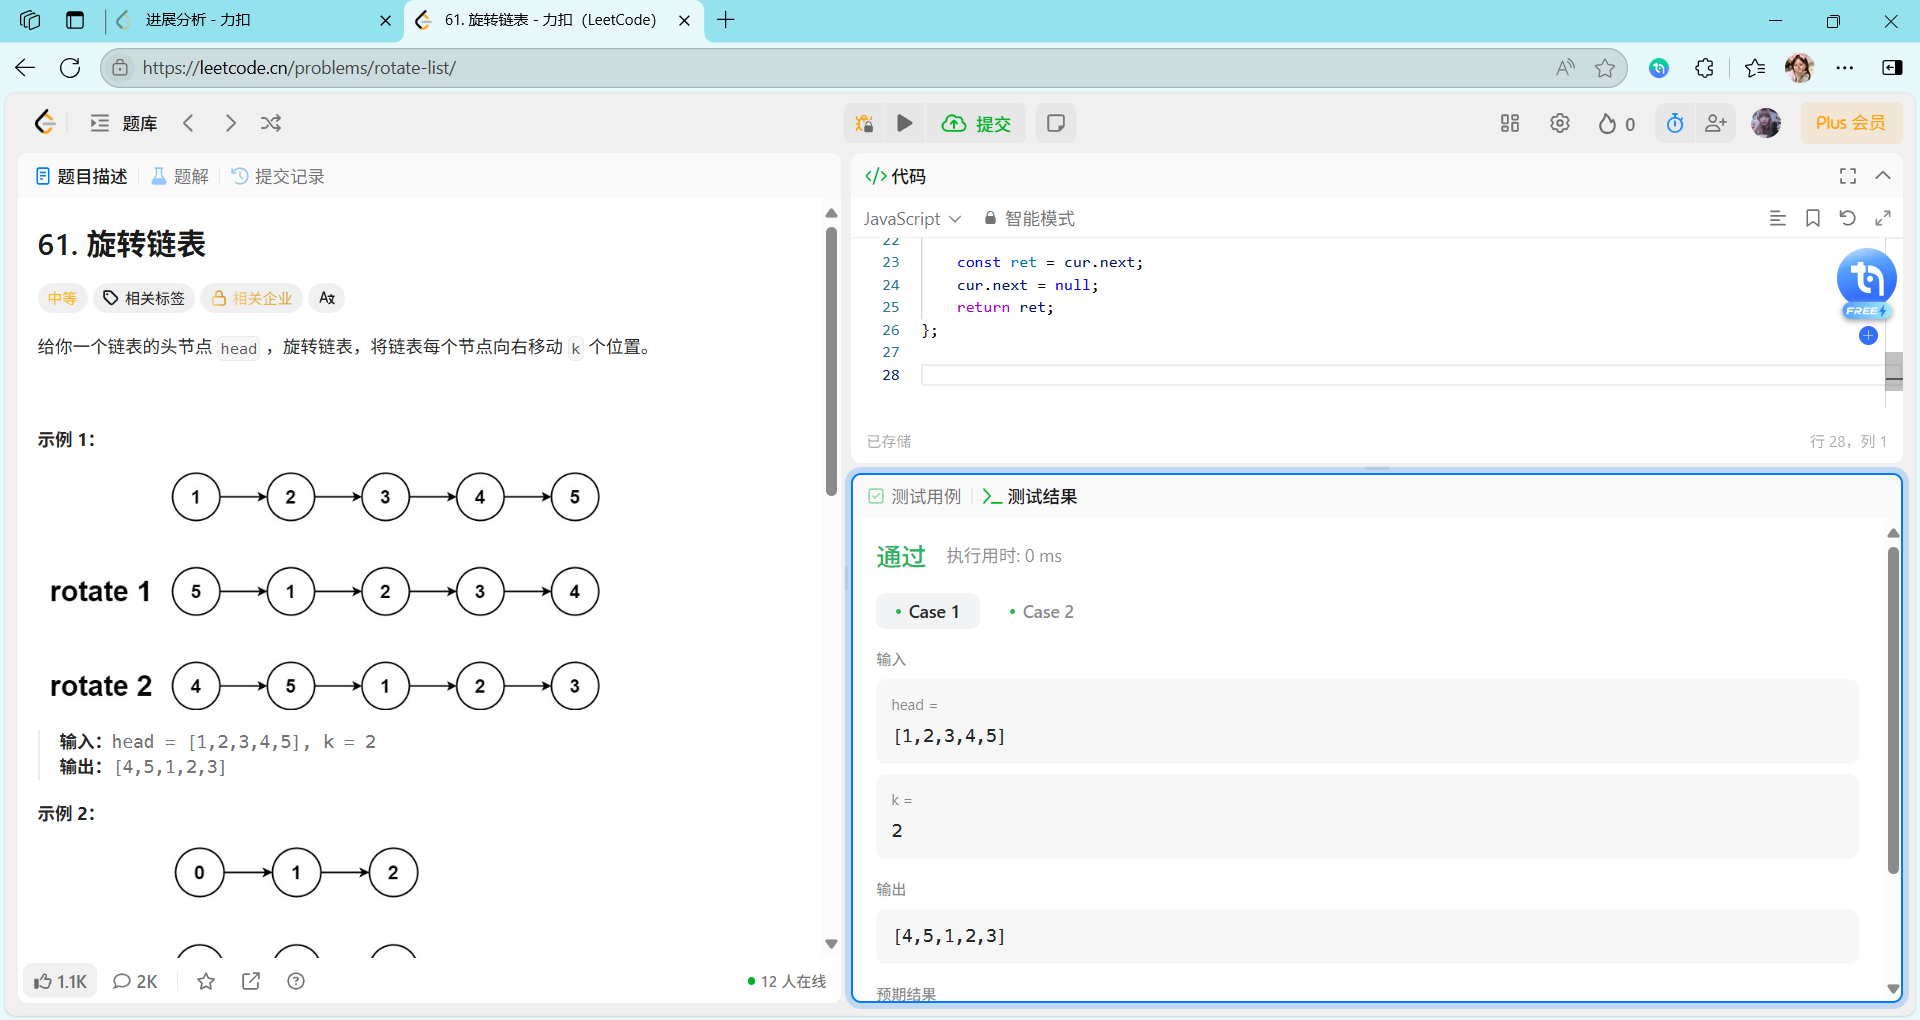 进展分析 - 力扣
61. 旋转链表 - 力扣（LeetCode）
https://leetcode.cn/problems/rotate-list/
题库
提交
0
Plus 会员
题目描述
题解
提交记录
61. 旋转链表
中等
相关标签
相关企业
给你一个链表的头节点 head ，旋转链表，将链表每个节点向右移动 k 个位置。
示例 1：
1 2 3 4 5
rotate 1 5 1 2 3 4
rotate 2 4 5 1 2 3
输入：head = [1,2,3,4,5], k = 2
输出：[4,5,1,2,3]
示例 2：
0 1 2
1.1K
2K
12 人在线
代码
JavaScript
智能模式
22
23 const ret = cur.next;
24 cur.next = null;
25 return ret;
26 };
27
28
FREE
已存储
行 28，列 1
测试用例
测试结果
通过
执行用时: 0 ms
Case 1
Case 2
输入
head =
[1,2,3,4,5]
k =
2
输出
[4,5,1,2,3]
预期结果